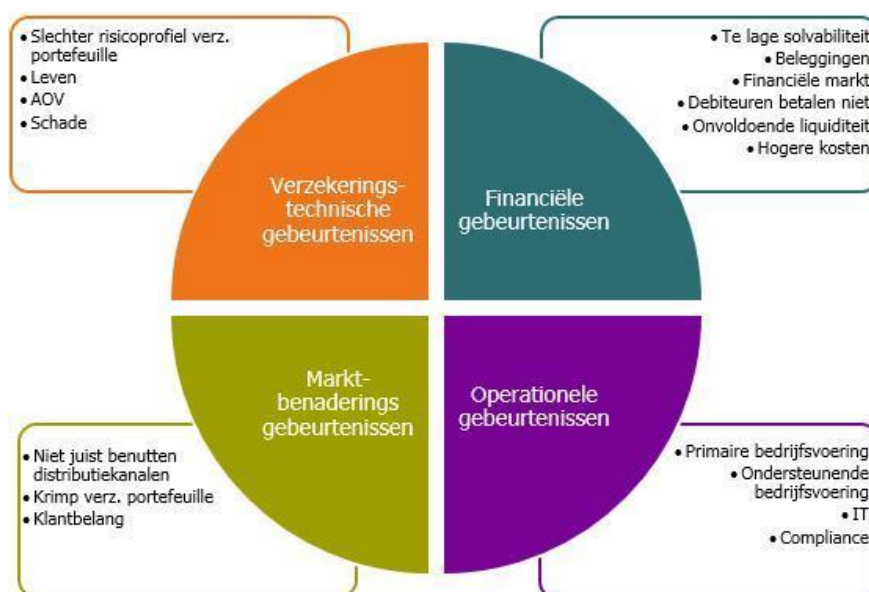 • Slechter risicoprofiel verz.
portefeuille
• Leven
• AOV
• Schade
• Te lage solvabiliteit
• Beleggingen
• Financiële markt
• Debiteuren betalen niet
• Onvoldoende liquiditeit
• Hogere kosten
Verzekerings-
technische
gebeurtenissen
Financiële
gebeurtenissen
Markt-
benaderings
gebeurtenissen
Operationele
gebeurtenissen
• Niet juist benutten
distributiekanalen
• Krimp verz. portefeuille
• Klantbelang
• Primaire bedrijfsvoering
• Ondersteunende
bedrijfsvoering
• IT
• Compliance